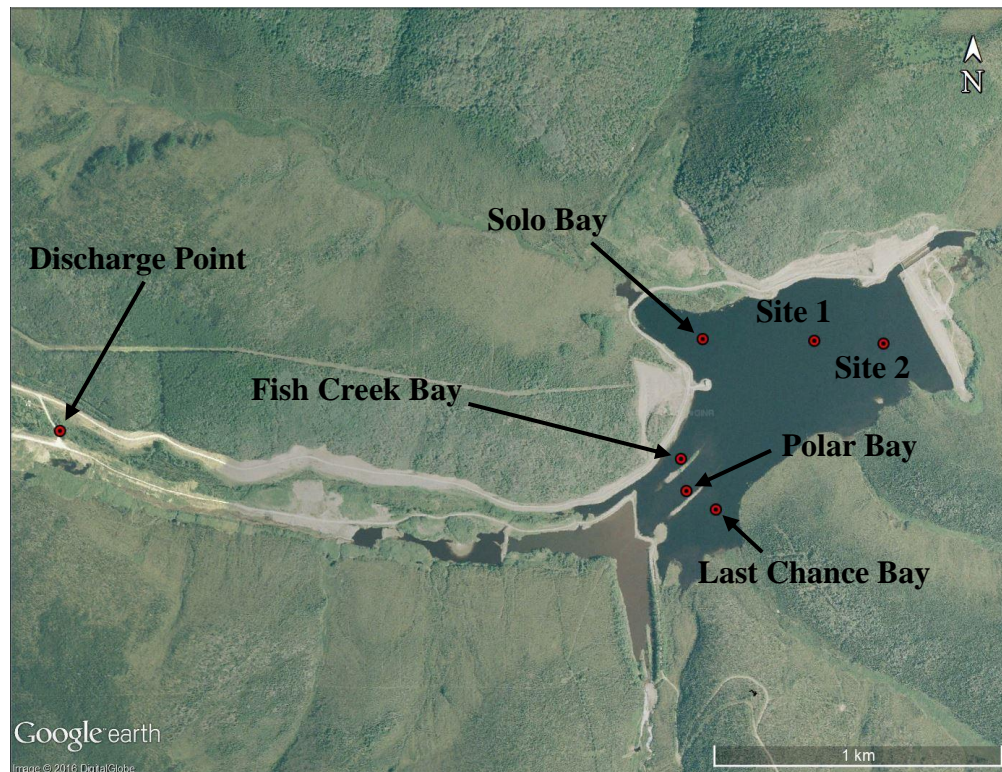 N
Solo Bay
Discharge Point
Site 1
Site 2
Fish Creek Bay
Polar Bay
Last Chance Bay
Google earth
1 km
Image © 2016 DigitalGlobe